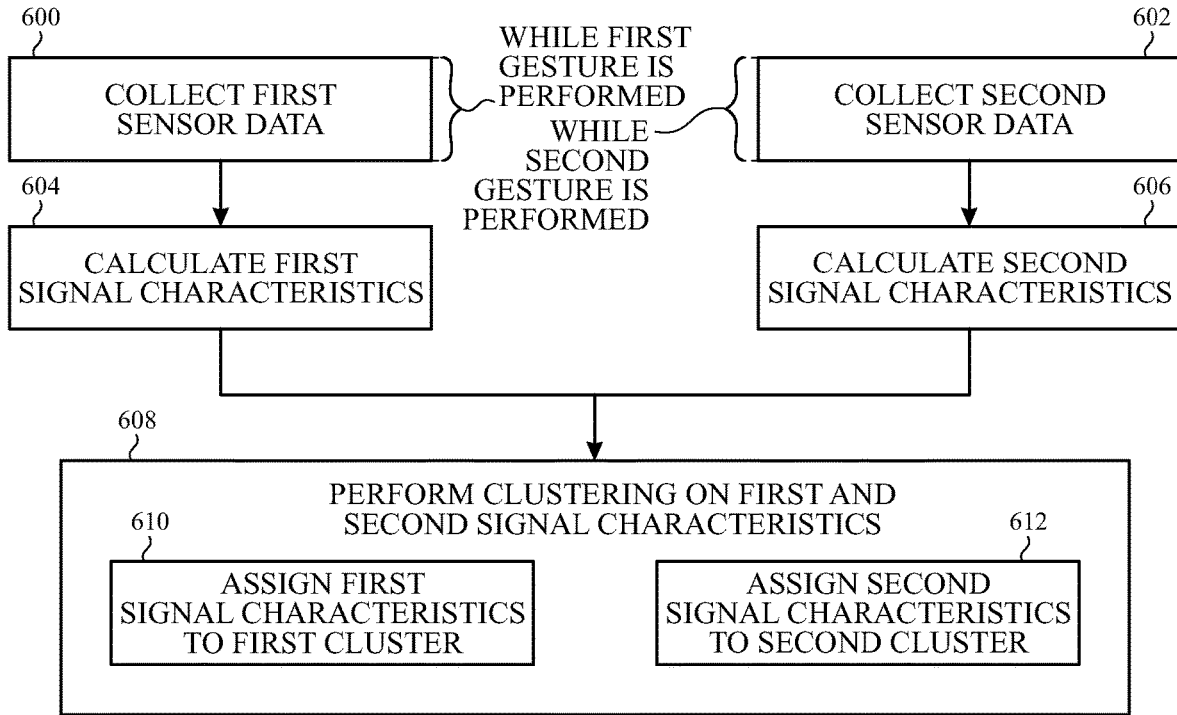 600
COLLECT FIRST
SENSOR DATA
WHILE FIRST
GESTURE IS
PERFORMED
602
COLLECT SECOND
SENSOR DATA
WHILE
SECOND
GESTURE IS
PERFORMED
604
CALCULATE FIRST
SIGNAL CHARACTERISTICS
606
CALCULATE SECOND
SIGNAL CHARACTERISTICS
608
PERFORM CLUSTERING ON FIRST AND
SECOND SIGNAL CHARACTERISTICS
610
ASSIGN FIRST
SIGNAL CHARACTERISTICS
TO FIRST CLUSTER
612
ASSIGN SECOND
SIGNAL CHARACTERISTICS
TO SECOND CLUSTER